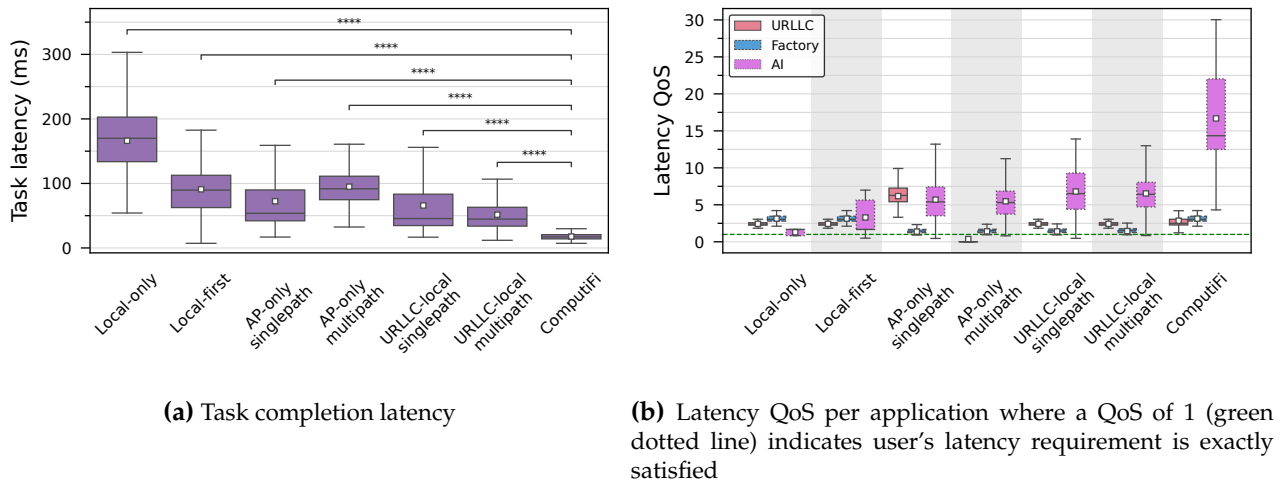 Task latency (ms)
300
200
100
0
****
****
****
****
****
****
Local-only
Local-first
AP-only
singlepath
AP-only
multipath
URLLC-local
singlepath
URLLC-local
multipath
ComputiFi
(a) Task completion latency
Latency QoS
30
25
20
15
10
5
0
URLLC
Factory
AI
Local-only
Local-first
AP-only
singlepath
AP-only
multipath
URLLC-local
singlepath
URLLC-local
multipath
ComputiFi
(b) Latency QoS per application where a QoS of 1 (green
dotted line) indicates user's latency requirement is exactly
satisfied